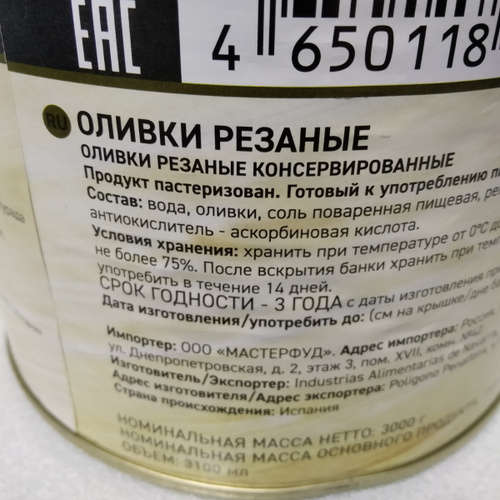 EAC
4 650118
RU ОЛИВКИ РЕЗАНЫЕ
ОЛИВКИ РЕЗАНЫЕ КОНСЕРВИРОВАННЫЕ
Продукт пастеризован. Готовый к употреблению
Состав: вода, оливки, соль поваренная пищевая,
антиокислитель - аскорбиновая кислота.
Условия хранения: хранить при температуре от 0°С
не более 75%. После вскрытия банки хранить при
употребить в течение 14 дней.
СРОК ГОДНОСТИ - 3 ГОДА с даты изготовления
Дата изготовления/употребить до: (см на крышке/дне
Импортер: ООО «МАСТЕРФУД». Адрес импортера: Россия,
ул. Днепропетровская, д. 2, этаж 3, пом. XVII, комн.
Изготовитель/Экспортер: Industrias Alimentarias de
Адрес изготовителя/Адрес экспортера: Poligono
Страна происхождения: Испания
НОМИНАЛЬНАЯ МАССА НЕТТО: 3000 г.
НОМИНАЛЬНАЯ МАССА ОСНОВНОГО ПРОДУКТА
ОБЪЕМ: 3100 мл